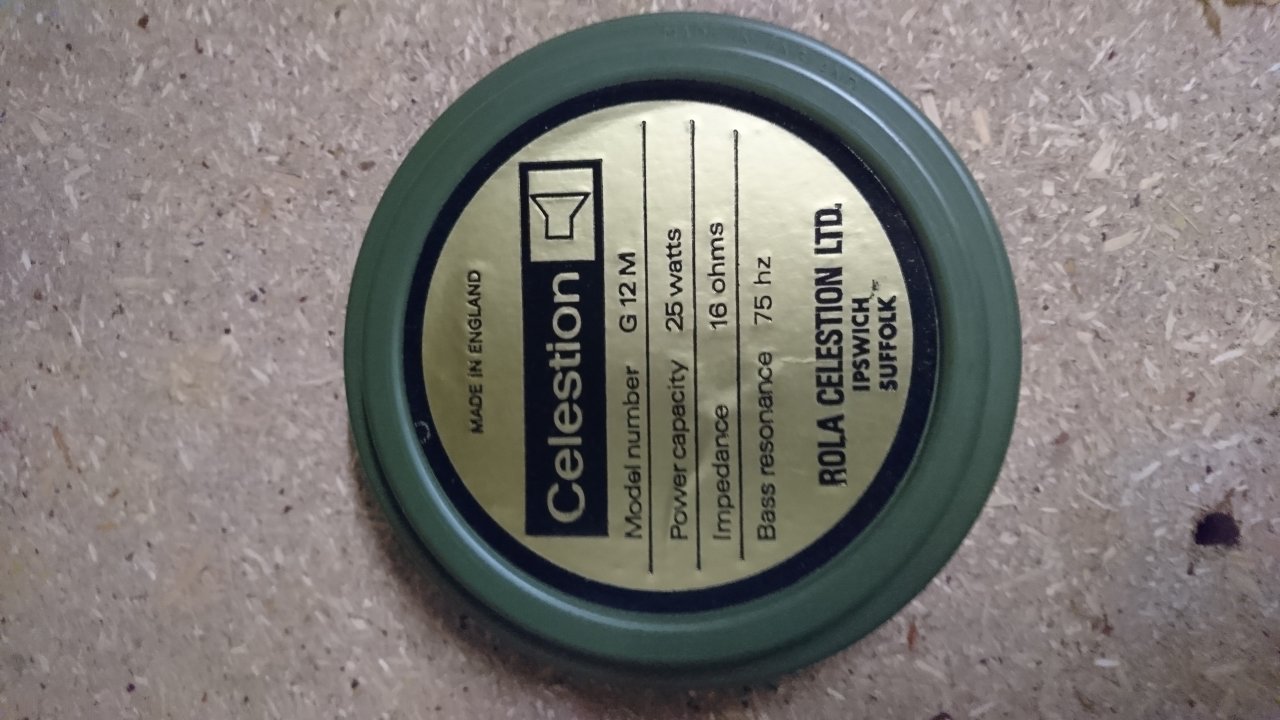 MADE IN ENGLAND
Celestion
Model number G 12 M
Power capacity 25 watts
Impedance 16 ohms
Bass resonance 75 hz
ROLA CELESTION LTD.
IPSWICH
SUFFOLK